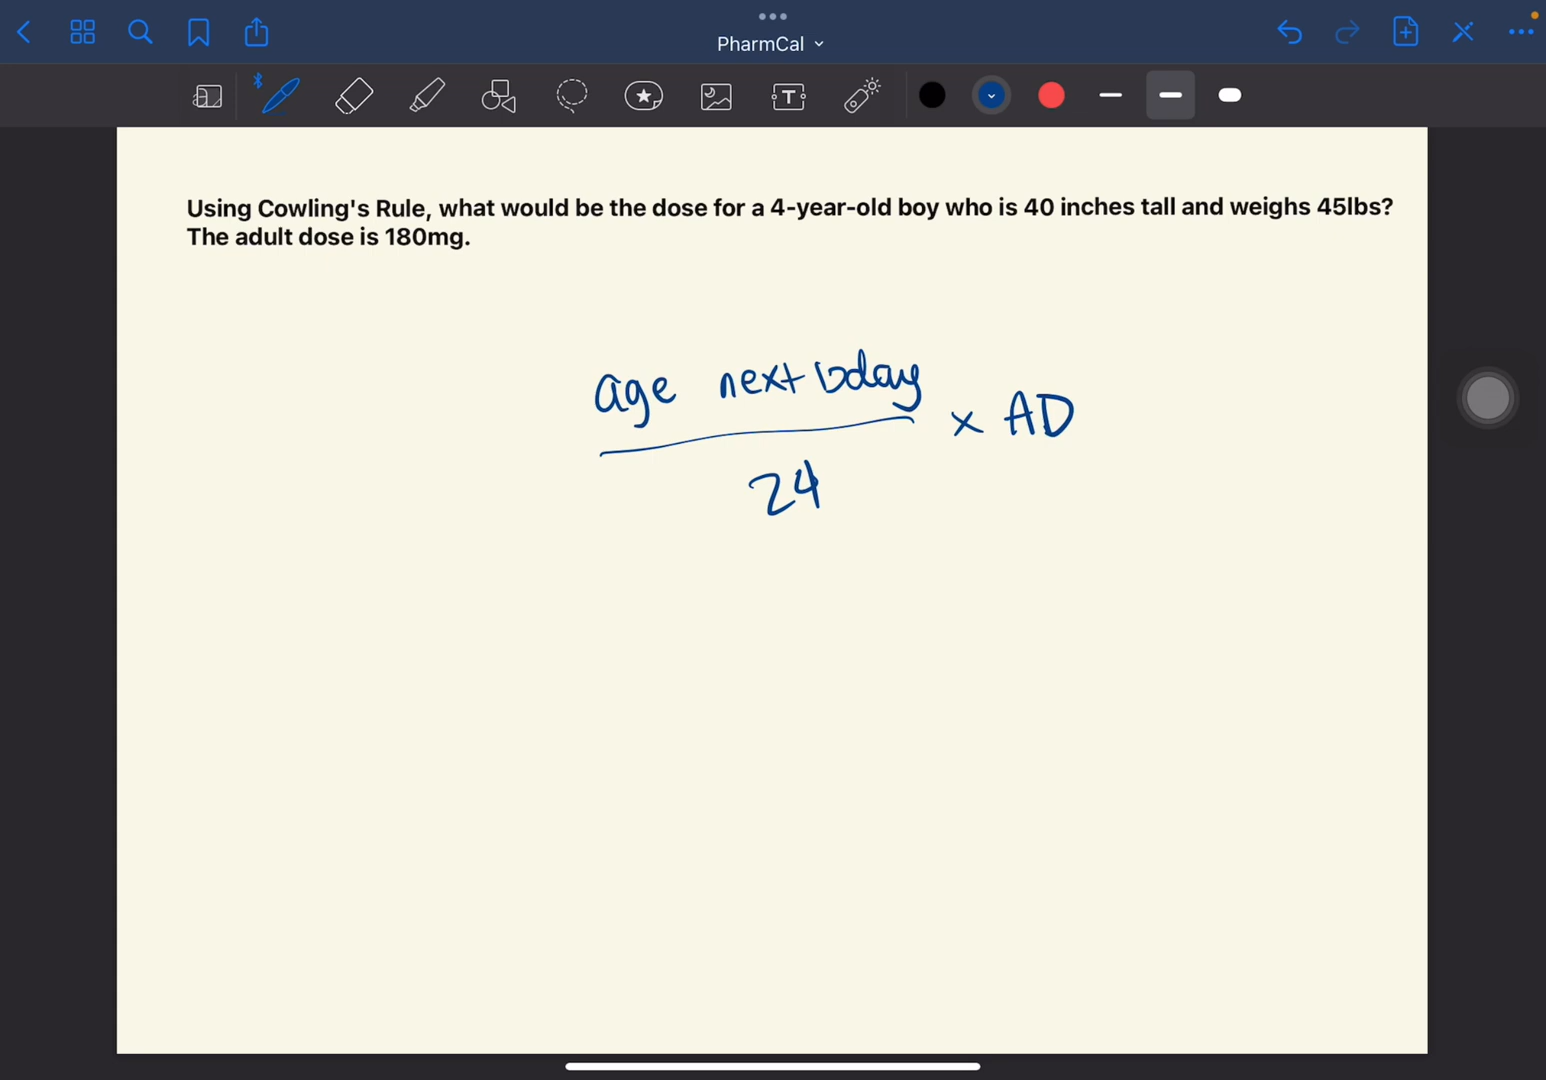 PharmCal
T
Using Cowling's Rule, what would be the dose for a 4-year-old boy who is 40 inches tall and weighs 45lbs?
The adult dose is 180mg.
age next bday
x AD
24